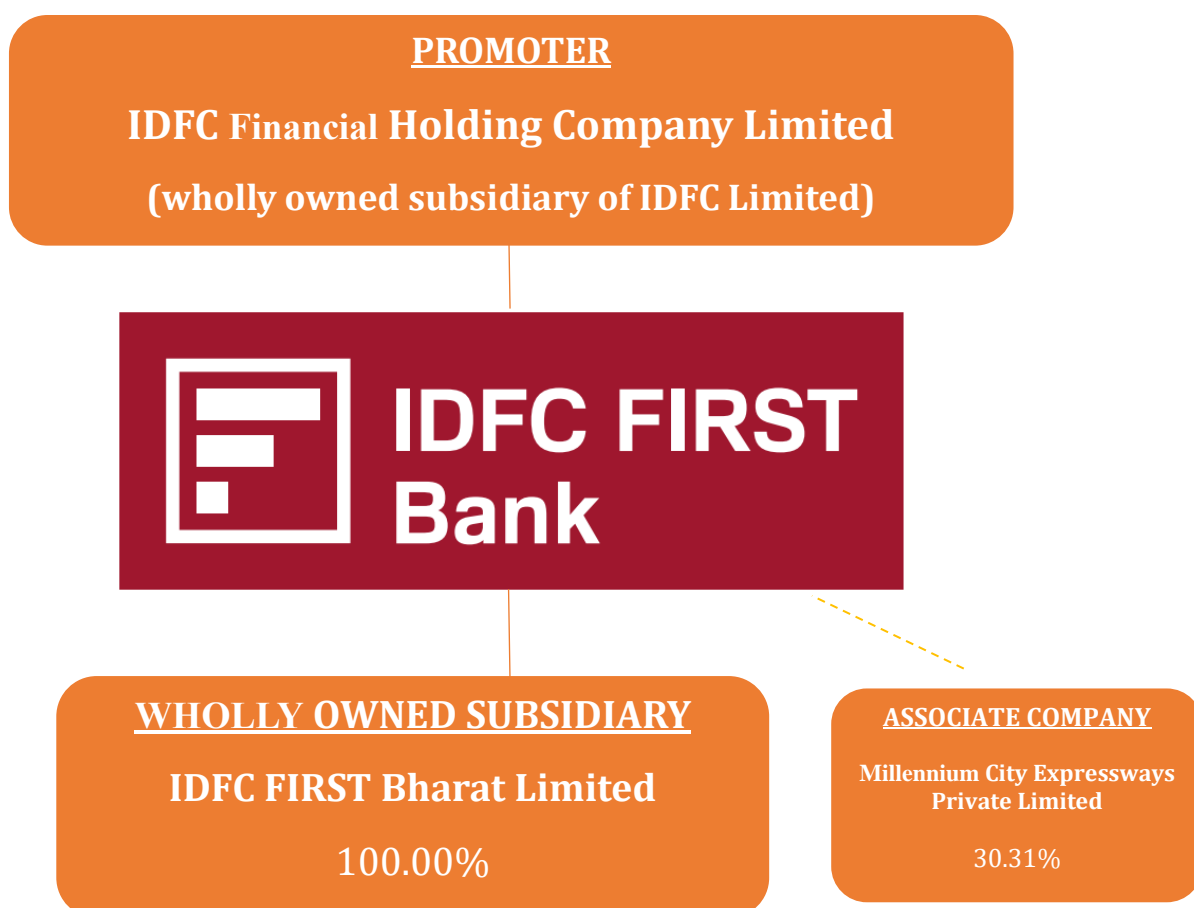 PROMOTER
IDFC Financial Holding Company Limited
(wholly owned subsidiary of IDFC Limited)
IDFC FIRST
Bank
WHOLLY OWNED SUBSIDIARY
IDFC FIRST Bharat Limited
100.00%
ASSOCIATE COMPANY
Millennium City Expressways
Private Limited
30.31%